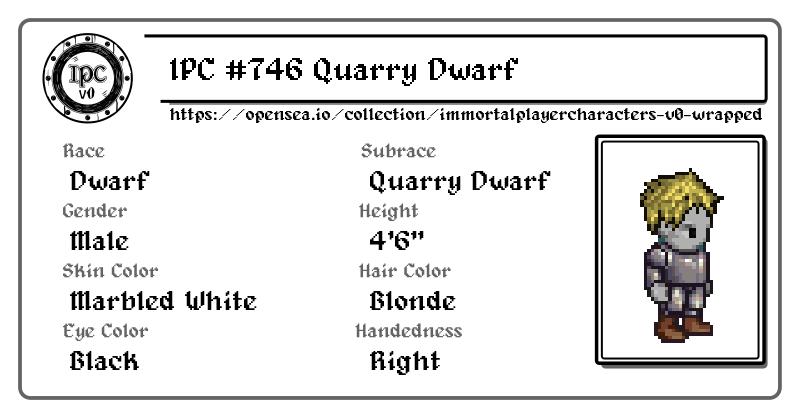 IPC
v0
IPC #746 Quarry Dwarf
https://opensea.io/collection/immortalplayercharacters-v0-wrapped
Race
Dwarf
Subrace
Quarry Dwarf
Gender
Male
Height
4'6"
Skin Color
Marbled White
Hair Color
Blonde
Eye Color
Black
Handedness
Right